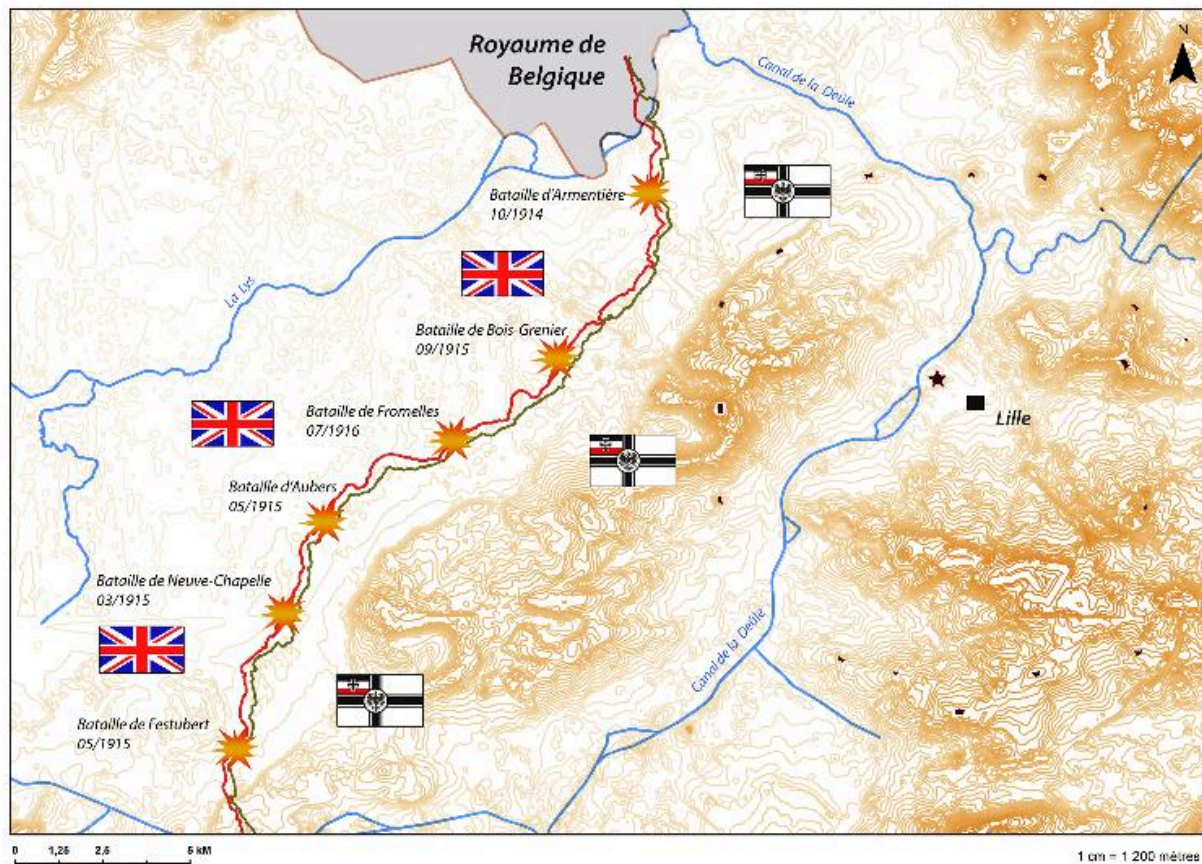 Royaume de
Belgique
N
Canal de la Deûle
Bataille d'Armentière
10/1914
La Lys
Bataille de Bois-Grenier
09/1915
Bataille de Fromelles
07/1916
Lille
Bataille d'Aubers
05/1915
Bataille de Neuve-Chapelle
03/1915
Canal de la Deûle
Bataille de Festubert
05/1915
0 1,25 2,5 5 KM
1 cm = 1 200 mètres